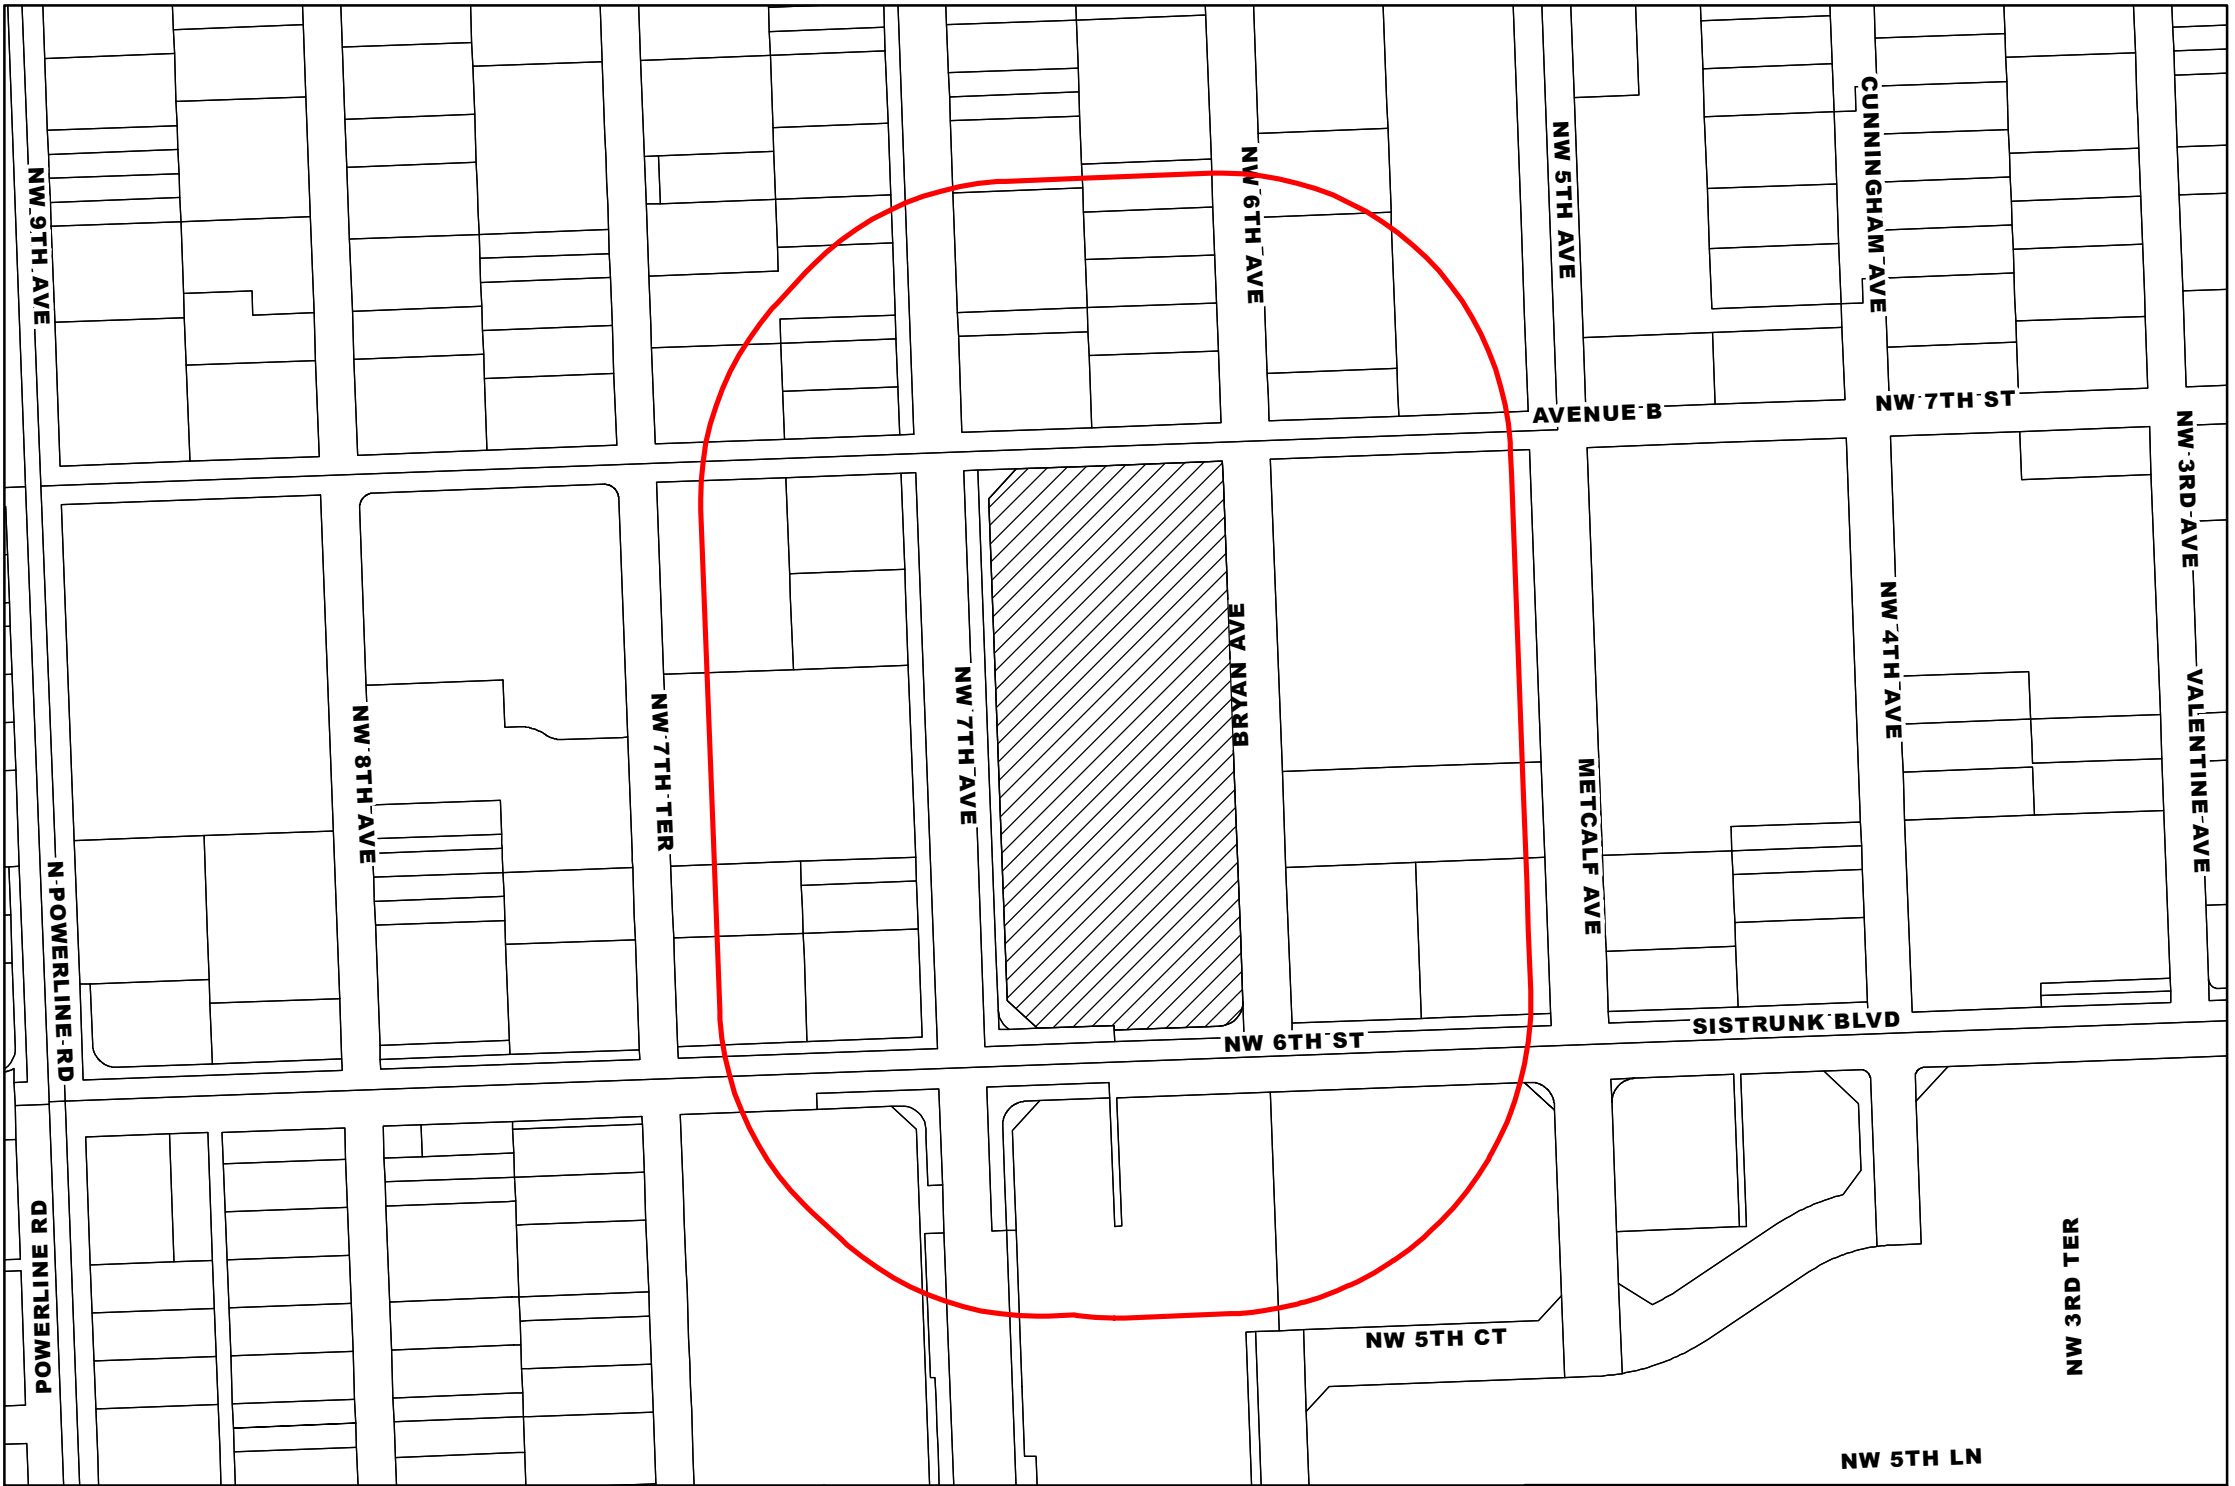 NW 9TH AVE
NW 6TH AVE
NW 5TH AVE
CUNNINGHAM AVE
AVENUE B
NW 7TH ST
NW 3RD AVE
NW 8TH AVE
NW 7TH TER
NW 7TH AVE
BRYAN AVE
METCALF AVE
NW 4TH AVE
VALENTINE AVE
N POWERLINE RD
NW 6TH ST
SISTRUNK BLVD
POWERLINE RD
NW 5TH CT
NW 3RD TER
NW 5TH LN